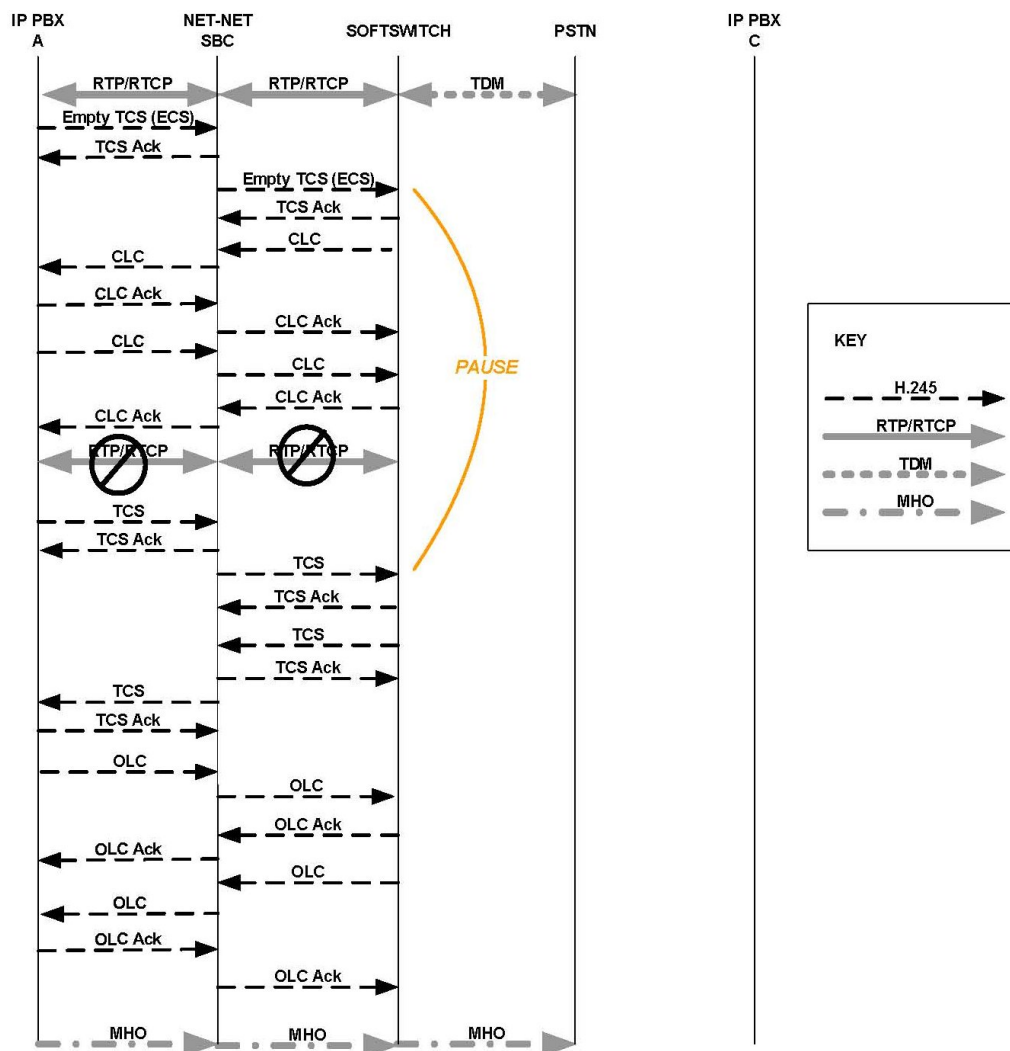 IP PBX
A
NET-NET
SBC
SOFTSWITCH
PSTN
IP PBX
C
RTP/RTCP
RTP/RTCP
TDM
Empty TCS (ECS)
TCS Ack
Empty TCS (ECS)
TCS Ack
CLC
CLC
CLC Ack
CLC Ack
CLC
CLC
CLC Ack
CLC Ack
PAUSE
RTP/RTCP
RTP/RTCP
TCS
TCS Ack
TCS
TCS Ack
TCS
TCS Ack
TCS
TCS Ack
OLC
OLC
OLC Ack
OLC Ack
OLC
OLC
OLC Ack
OLC Ack
MHO
MHO
MHO
KEY
H.245
RTP/RTCP
TDM
MHO